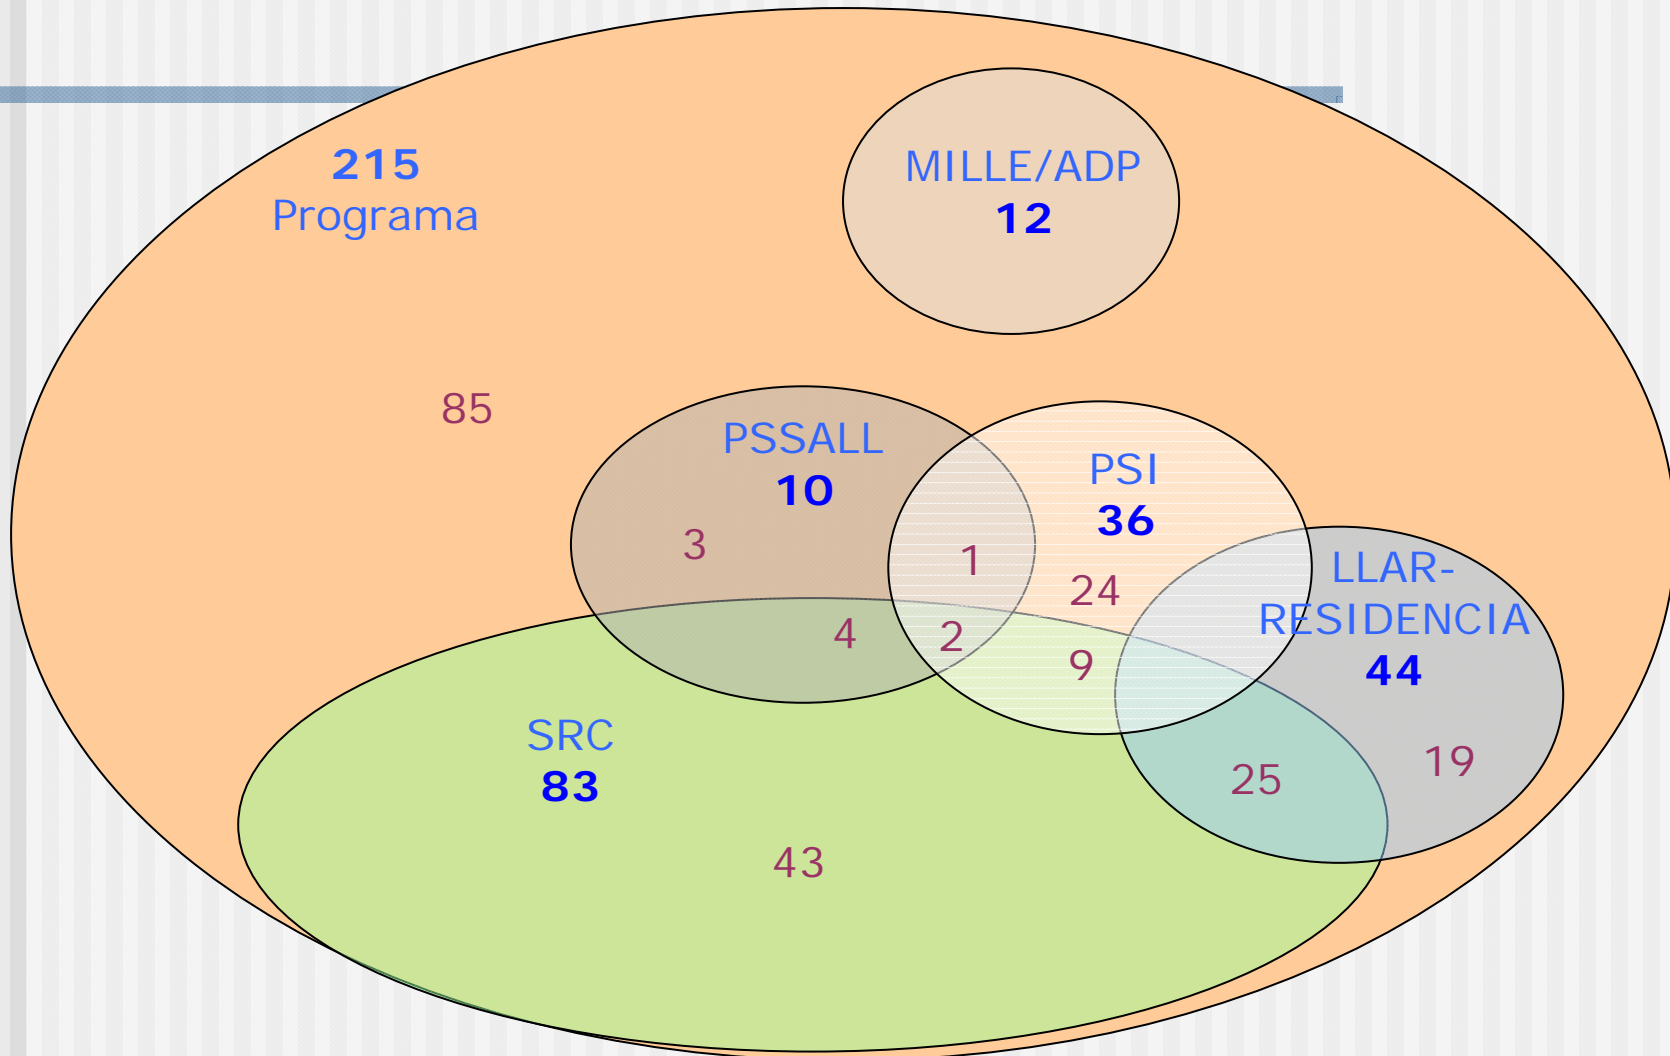 215
Programa
MILLE/ADP
12
85
PSSALL
10
3
1
4
2
PSI
36
24
9
LLAR-
RESIDENCIA
44
19
25
SRC
83
43